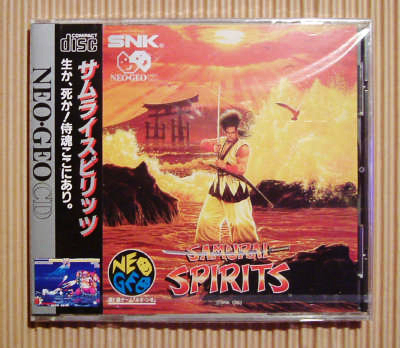 COMPACT
disc
サムライスピリッツ
生か、死か!侍魂ここにあり。
NEO•GEO CD
SNK
NEO•GEO
SAMURAI
SPIRITS
NEO
GEO